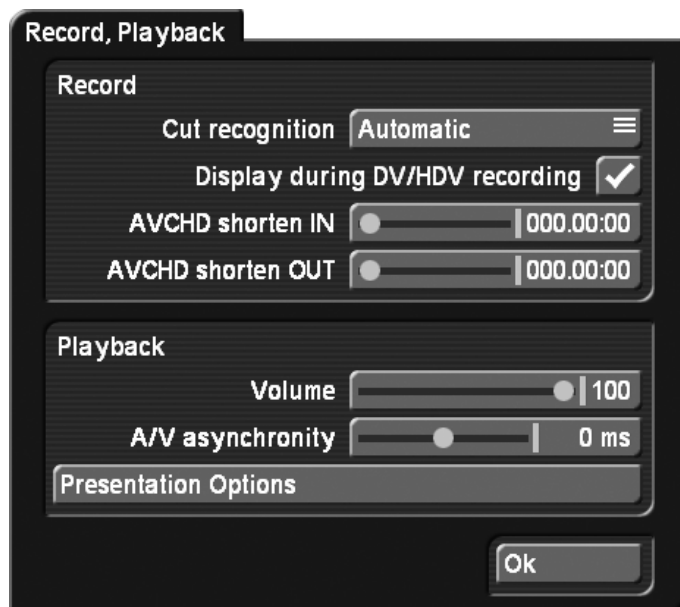 Record, Playback
Record
Cut recognition Automatic
Display during DV/HDV recording
AVCHD shorten IN 000.00:00
AVCHD shorten OUT 000.00:00
Playback
Volume 100
A/V asynchronity 0 ms
Presentation Options
Ok